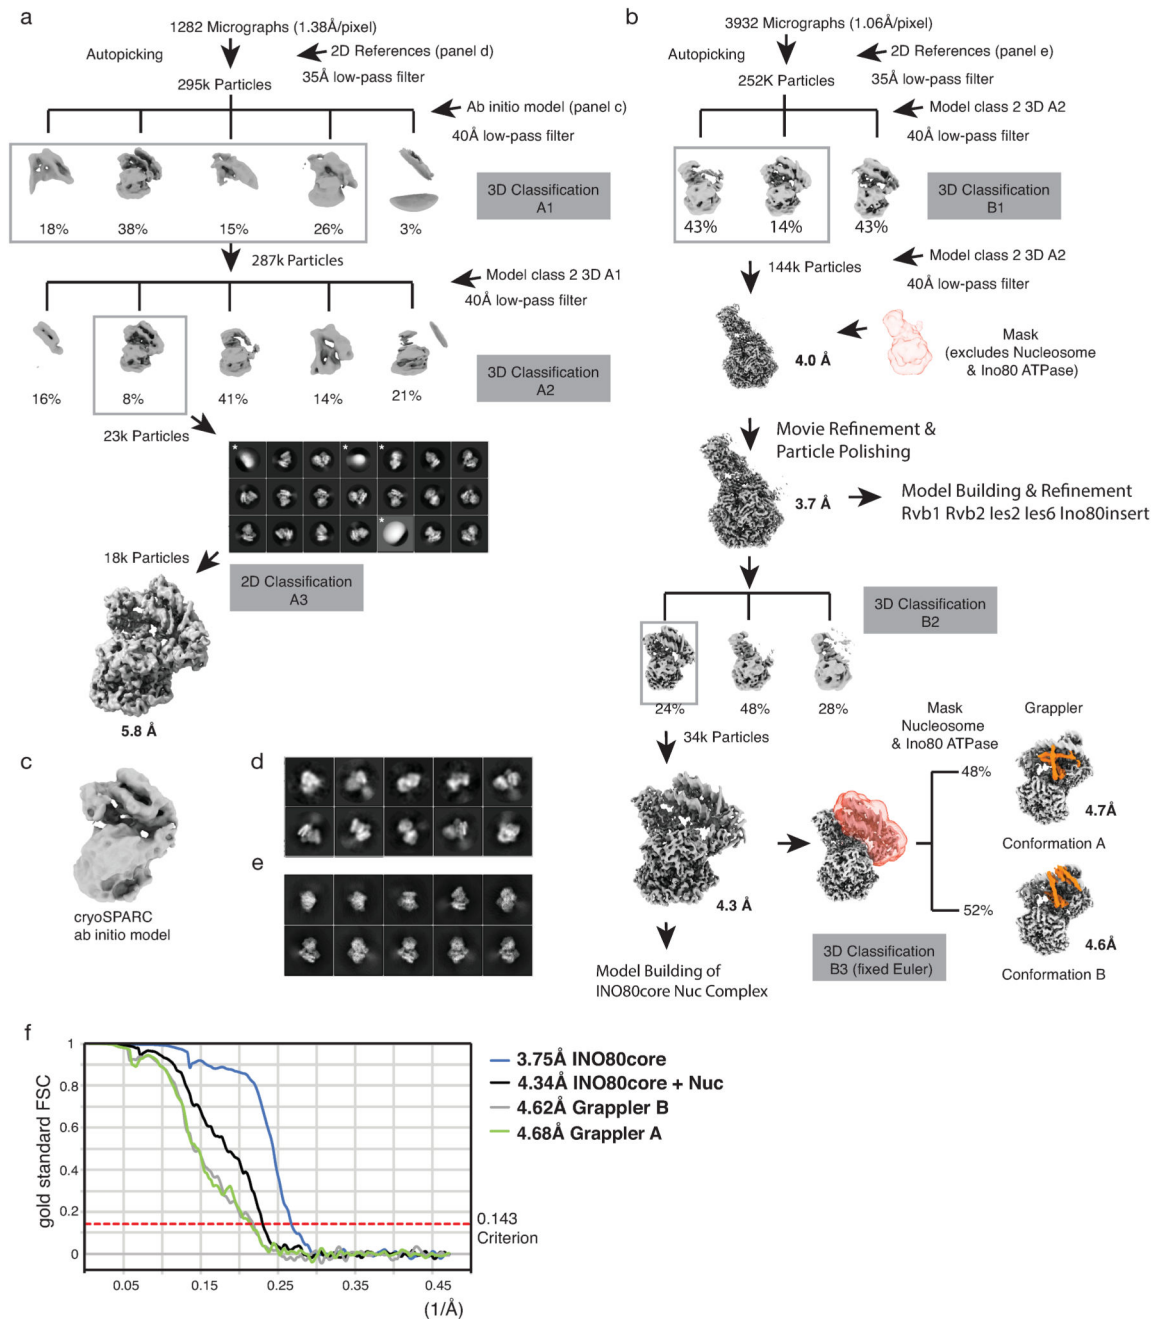 a
1282 Micrographs (1.38Å/pixel)
Autopicking
2D References (panel d)
35Å low-pass filter
295k Particles
Ab initio model (panel c)
40Å low-pass filter
3D Classification
A1
18%
38%
15%
26%
3%
287k Particles
Model class 2 3D A1
40Å low-pass filter
3D Classification
A2
16%
8%
41%
14%
21%
23k Particles
*
*
*
*
18k Particles
2D Classification
A3
5.8 Å
b
3932 Micrographs (1.06Å/pixel)
Autopicking
2D References (panel e)
35Å low-pass filter
252K Particles
Model class 2 3D A2
40Å low-pass filter
3D Classification
B1
43%
14%
43%
144k Particles
Model class 2 3D A2
40Å low-pass filter
4.0 Å
Mask
(excludes Nucleosome
& Ino80 ATPase)
Movie Refinement &
Particle Polishing
3.7 Å
Model Building & Refinement
Rvb1 Rvb2 Ies2 Ies6 Ino80insert
3D Classification
B2
24%
48%
28%
34k Particles
Mask
Nucleosome
& Ino80 ATPase
Grappler
48%
4.7Å
Conformation A
4.3 Å
52%
4.6Å
Conformation B
3D Classification
B3 (fixed Euler)
Model Building of
INO80core Nuc Complex
c
cryoSPARC
ab initio model
d
e
f
gold standard FSC
1
0.8
0.6
0.4
0.2
0
0.05
0.15
0.25
0.35
0.45
(1/Å)
3.75Å INO80core
4.34Å INO80core + Nuc
4.62Å Grappler B
4.68Å Grappler A
0.143
Criterion